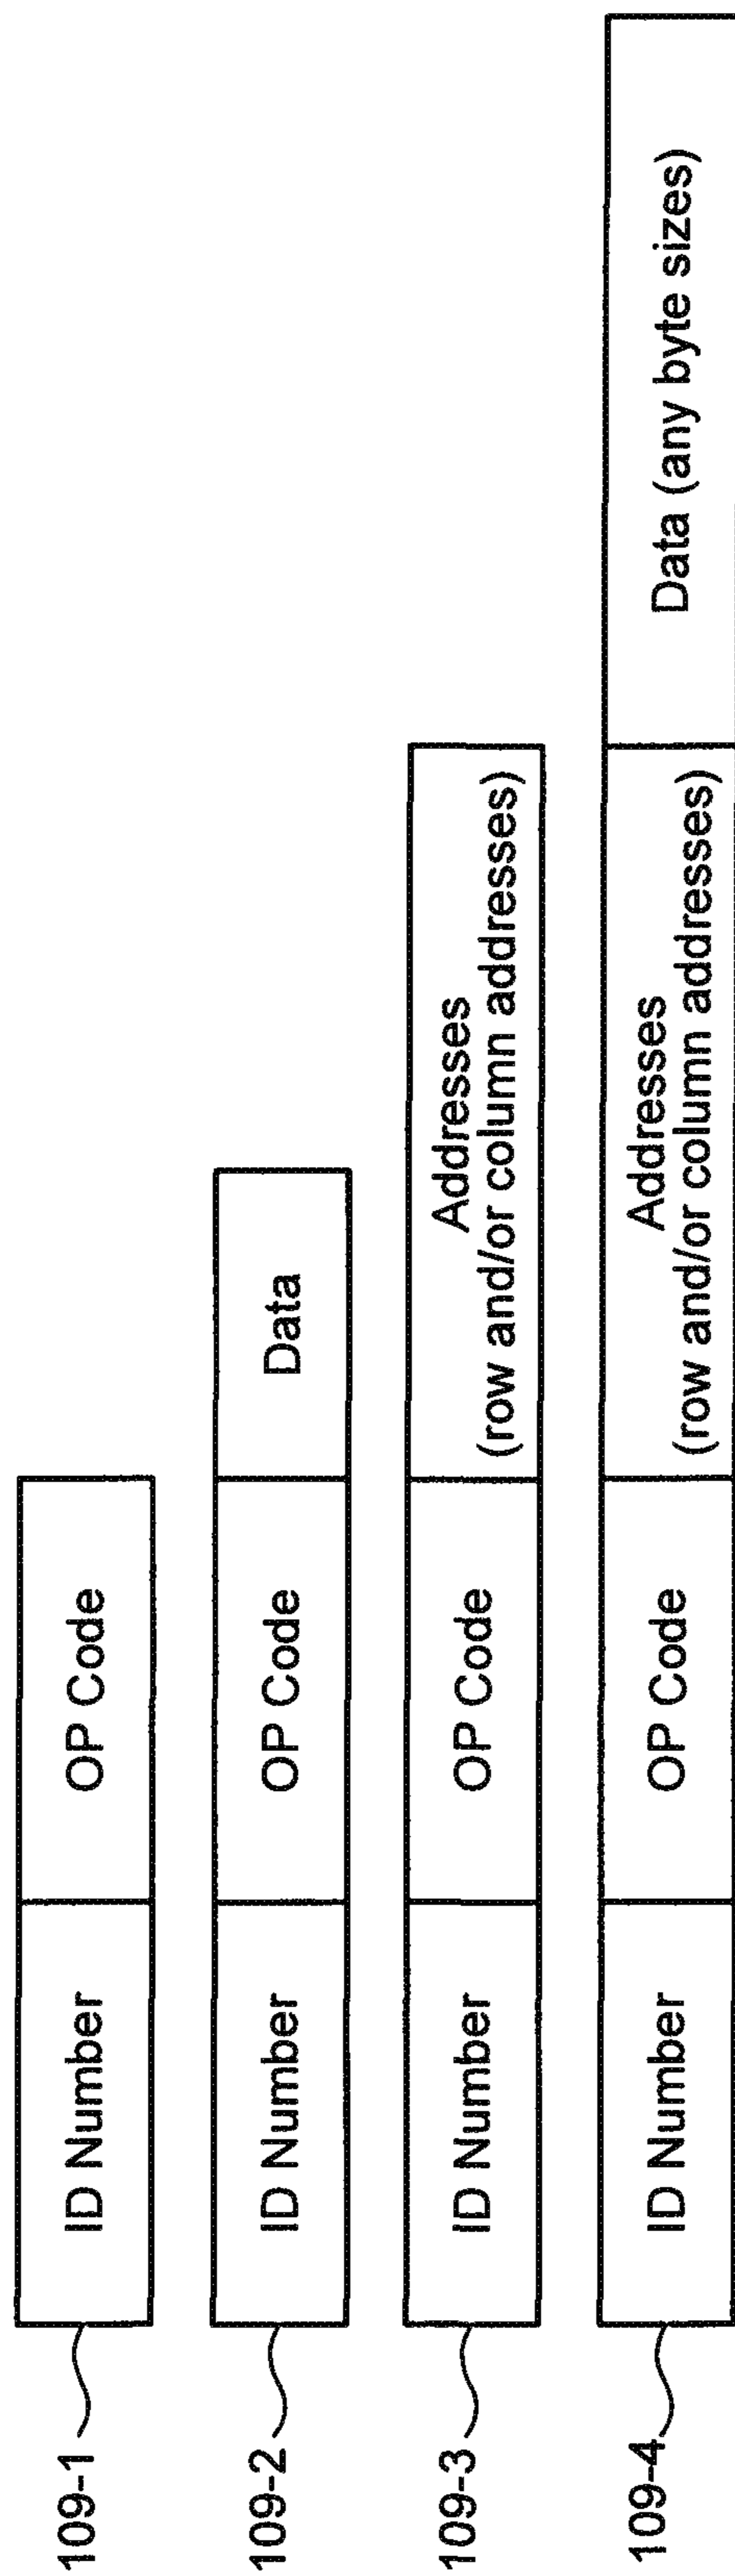 109-1
ID Number
OP Code
109-2
ID Number
OP Code
Data
109-3
ID Number
OP Code
Addresses
(row and/or column addresses)
109-4
ID Number
OP Code
Addresses
(row and/or column addresses)
Data (any byte sizes)